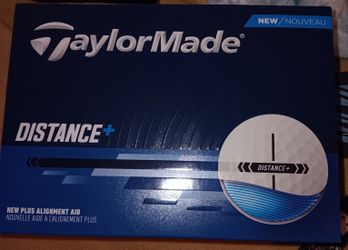 NEW/NOUVEAU
TaylorMade®
DISTANCE+
DISTANCE+
NEW PLUS ALIGNMENT AID
NOUVELLE AIDE À L'ALIGNEMENT PLUS